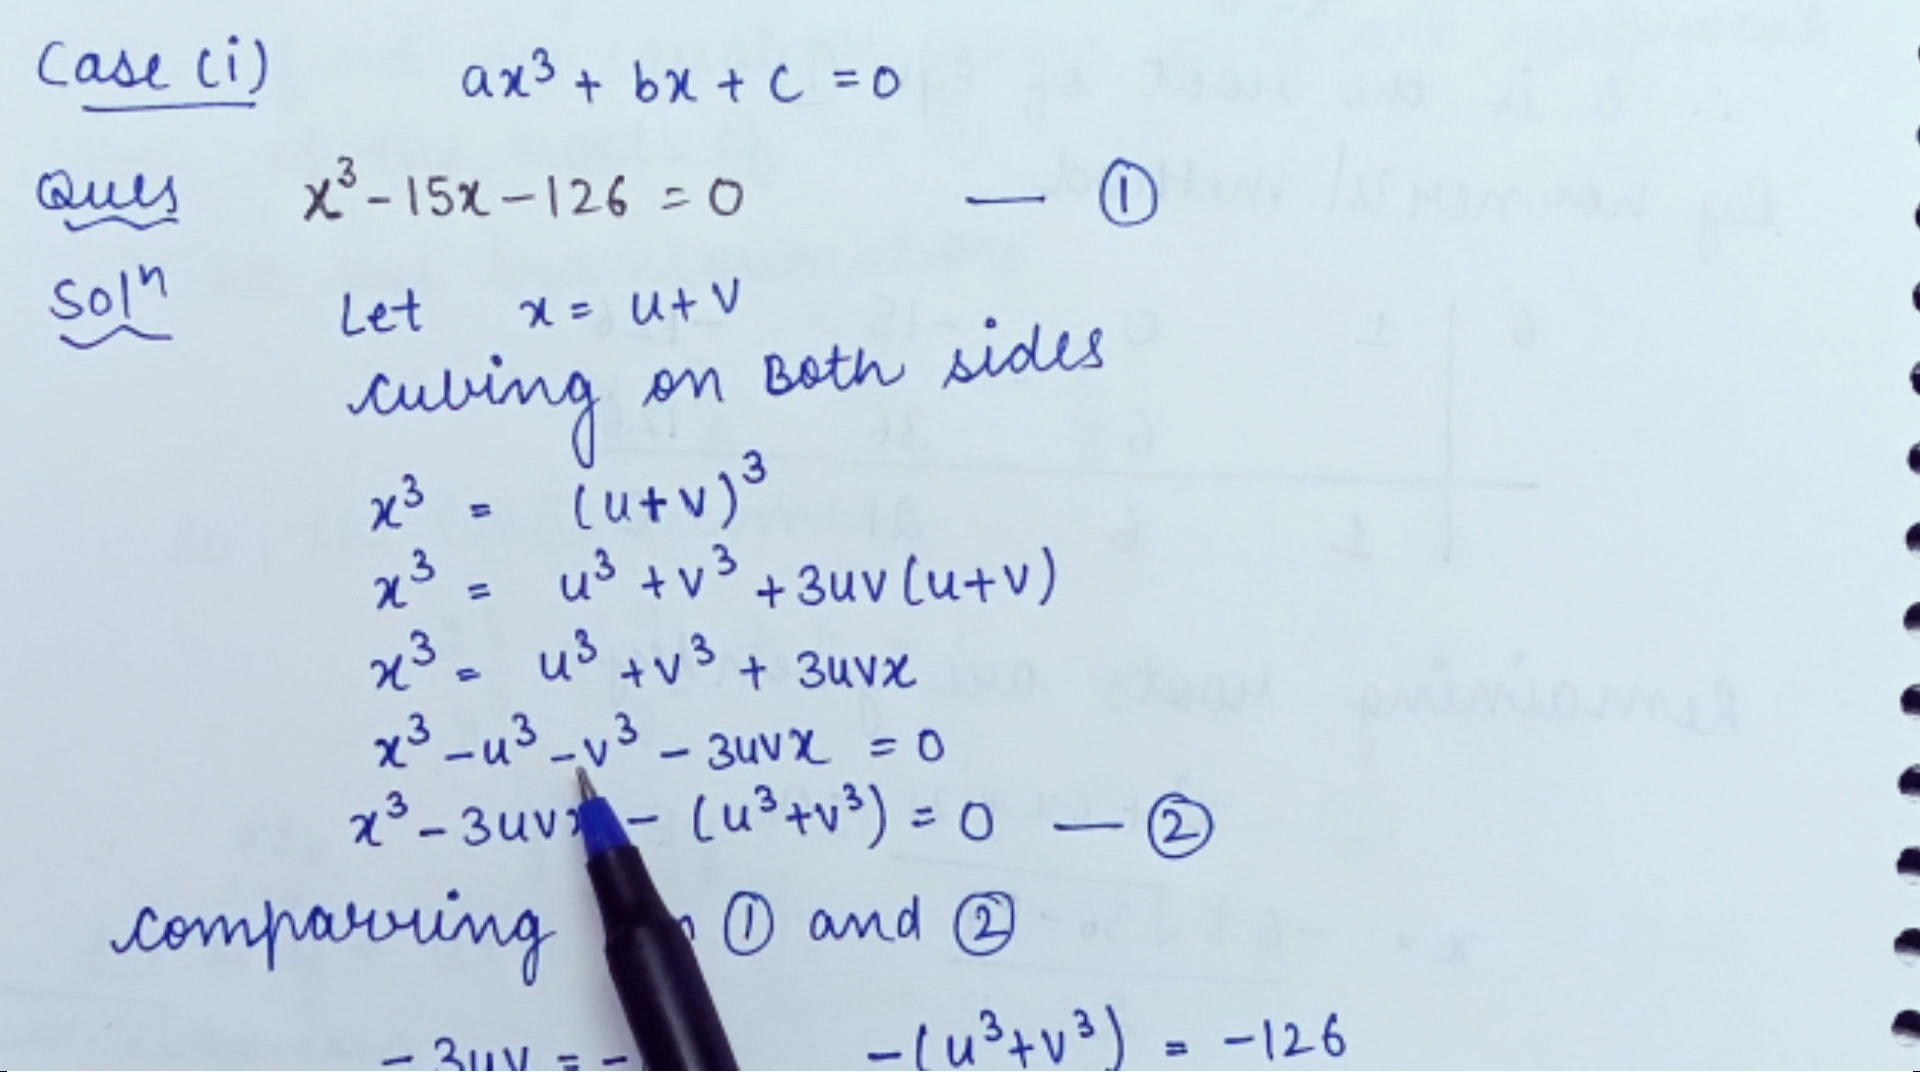 Case (i) ax³ + bx + c = 0
Ques x³ - 15x - 126 = 0 — ①
Solⁿ Let x = u + v
cubing on Both sides
x³ = (u+v)³
x³ = u³ + v³ + 3uv(u+v)
x³ = u³ + v³ + 3uvx
x³ - u³ - v³ - 3uvx = 0
x³ - 3uvx - (u³+v³) = 0 — ②
comparring ① and ②
- 3uv = - -(u³+v³) = -126